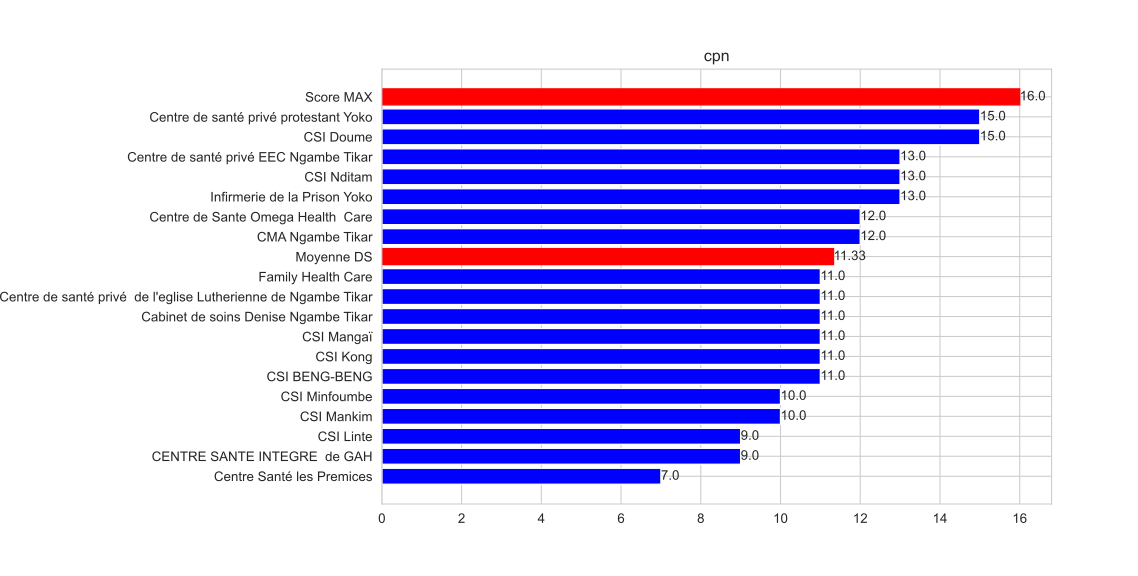 cpn
Score MAX 16.0
Centre de santé privé protestant Yoko 15.0
CSI Doume 15.0
Centre de santé privé EEC Ngambe Tikar 13.0
CSI Nditam 13.0
Infirmerie de la Prison Yoko 13.0
Centre de Sante Omega Health  Care 12.0
CMA Ngambe Tikar 12.0
Moyenne DS 11.33
Family Health Care 11.0
Centre de santé privé  de l'eglise Lutherienne de Ngambe Tikar 11.0
Cabinet de soins Denise Ngambe Tikar 11.0
CSI Mangaï 11.0
CSI Kong 11.0
CSI BENG-BENG 11.0
CSI Minfoumbe 10.0
CSI Mankim 10.0
CSI Linte 9.0
CENTRE SANTE INTEGRE  de GAH 9.0
Centre Santé les Premices 7.0
0 2 4 6 8 10 12 14 16